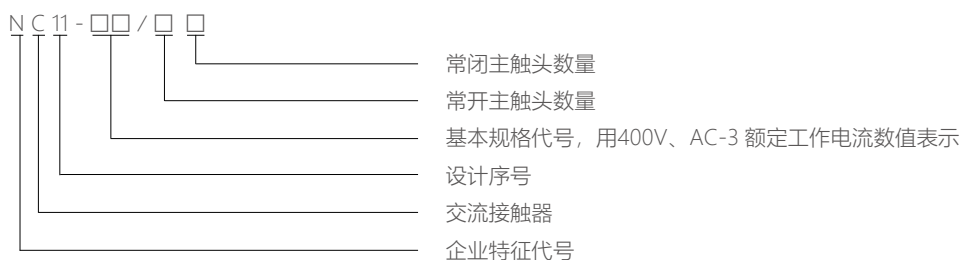 N C 11 - □□ / □ □
常闭主触头数量
常开主触头数量
基本规格代号，用400V、AC-3 额定工作电流数值表示
设计序号
交流接触器
企业特征代号